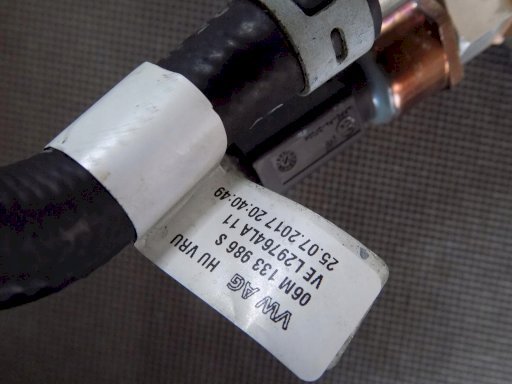 VW AG HU VRU
06M 133 986 S
VE L29764LA 11
25.07.2017 20:40:49